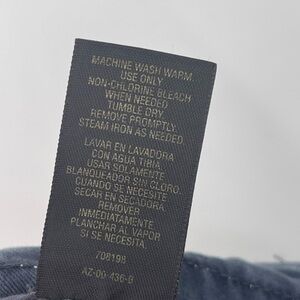 MACHINE WASH WARM.
USE ONLY
NON-CHLORINE BLEACH
WHEN NEEDED.
TUMBLE DRY.
REMOVE PROMPTLY.
STEAM IRON AS NEEDED.
LAVAR EN LAVADORA
CON AGUA TIBIA.
USAR SOLAMENTE
BLANQUEADOR SIN CLORO.
CUANDO SE NECESITE
SECAR EN SECADORA.
REMOVER
INMEDIATAMENTE.
PLANCHAR AL VAPOR
SI SE NECESITA.
708198
AZ-00-436-B